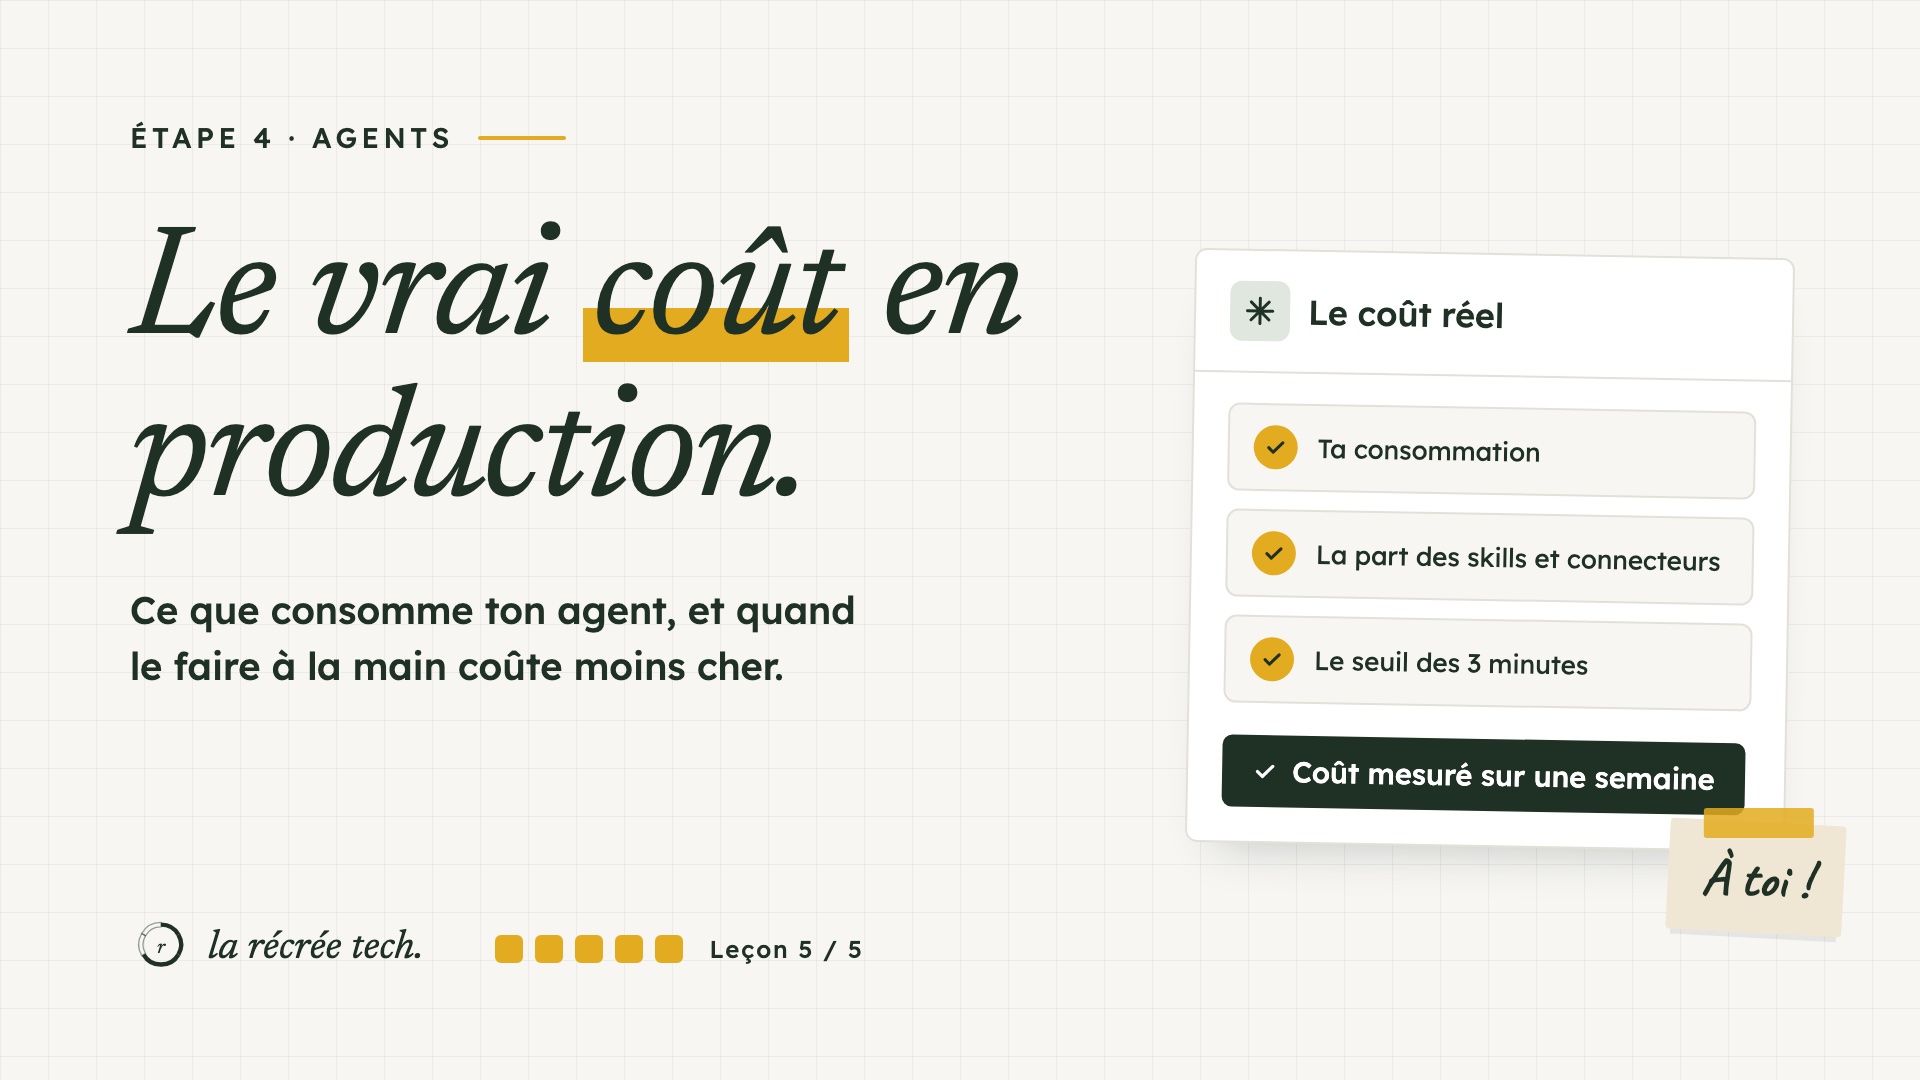 ÉTAPE 4 · AGENTS
Le vrai coût en
production.
Ce que consomme ton agent, et quand
le faire à la main coûte moins cher.
r
la récrée tech.
Leçon 5 / 5
Le coût réel
Ta consommation
La part des skills et connecteurs
Le seuil des 3 minutes
Coût mesuré sur une semaine
À toi !